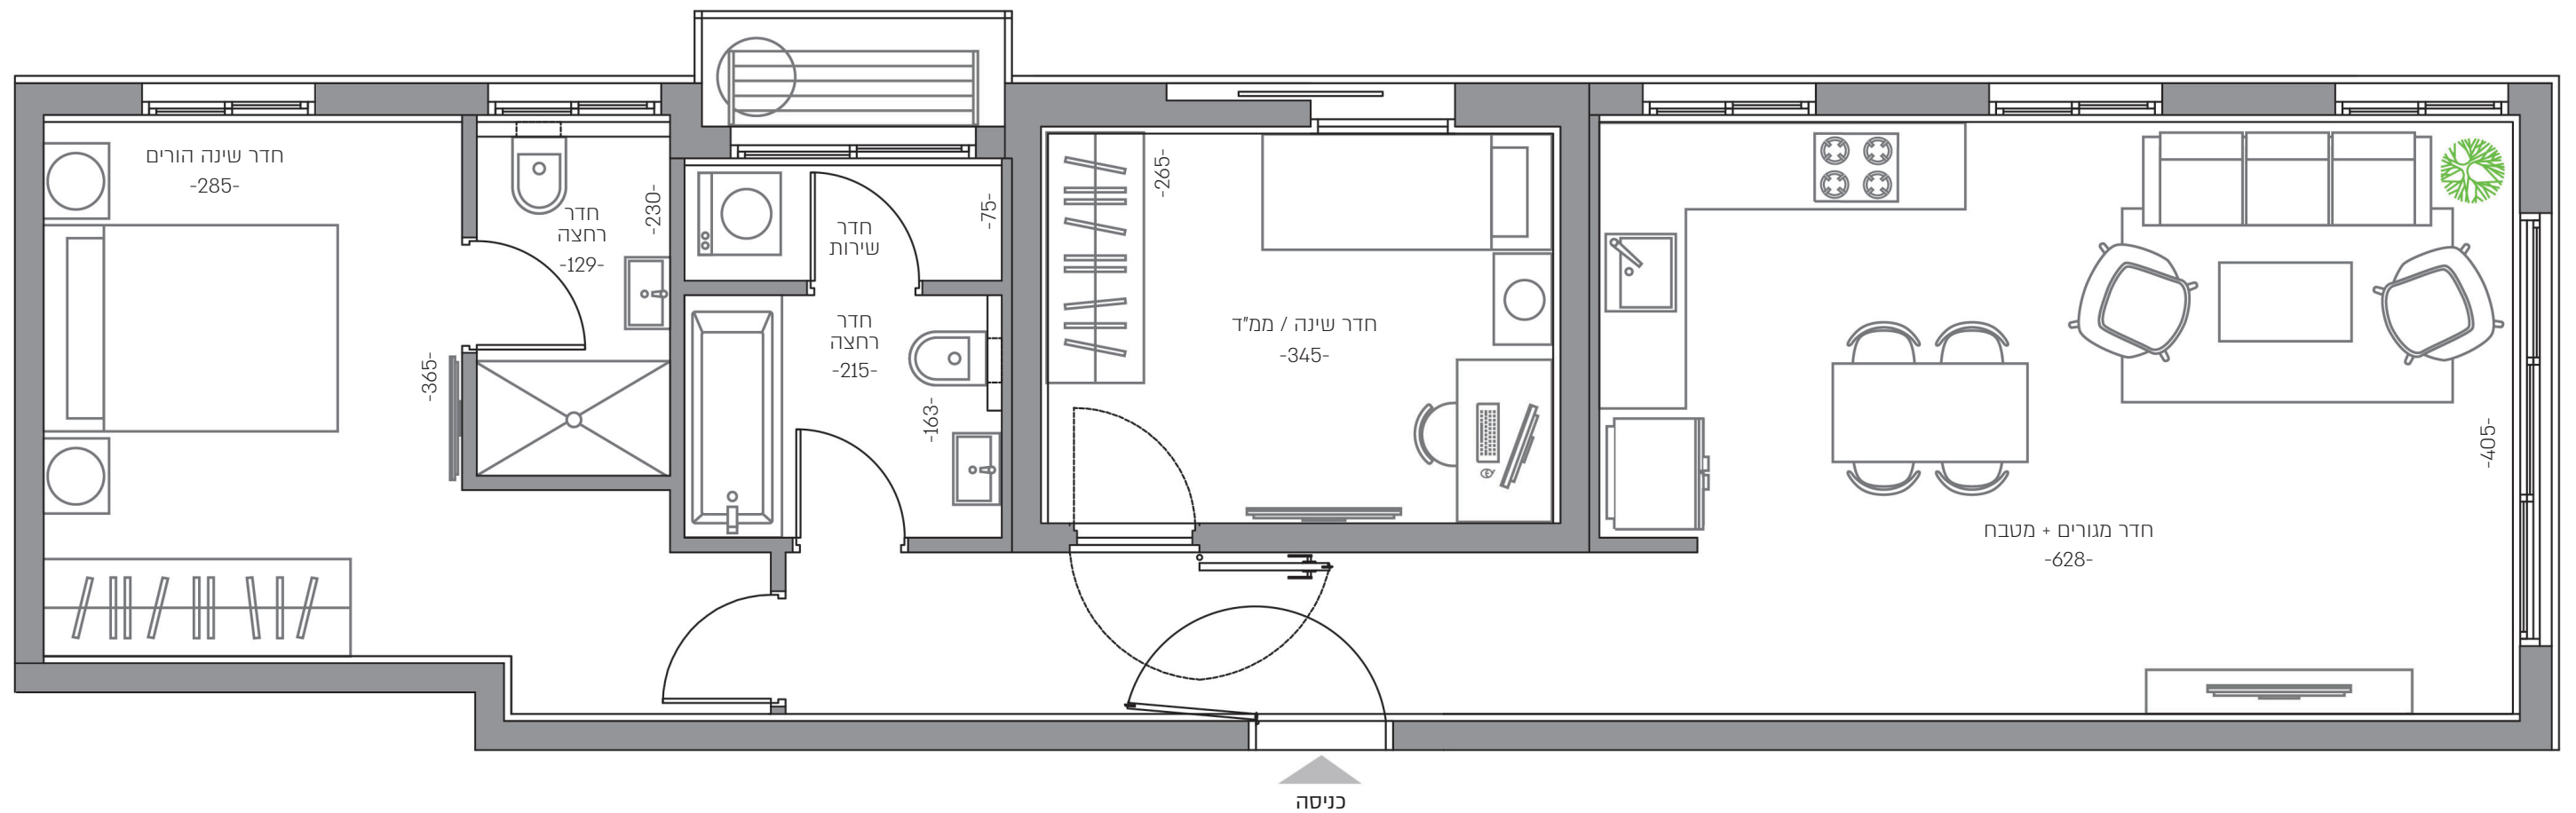 חדר שינה הורים
-285-
-365-
חדר
רחצה
-129-
-230-
חדר
שירות
-75-
חדר
רחצה
-215-
-163-
-265-
חדר שינה / ממ"ד
-345-
חדר מגורים + מטבח
-628-
-405-
כניסה